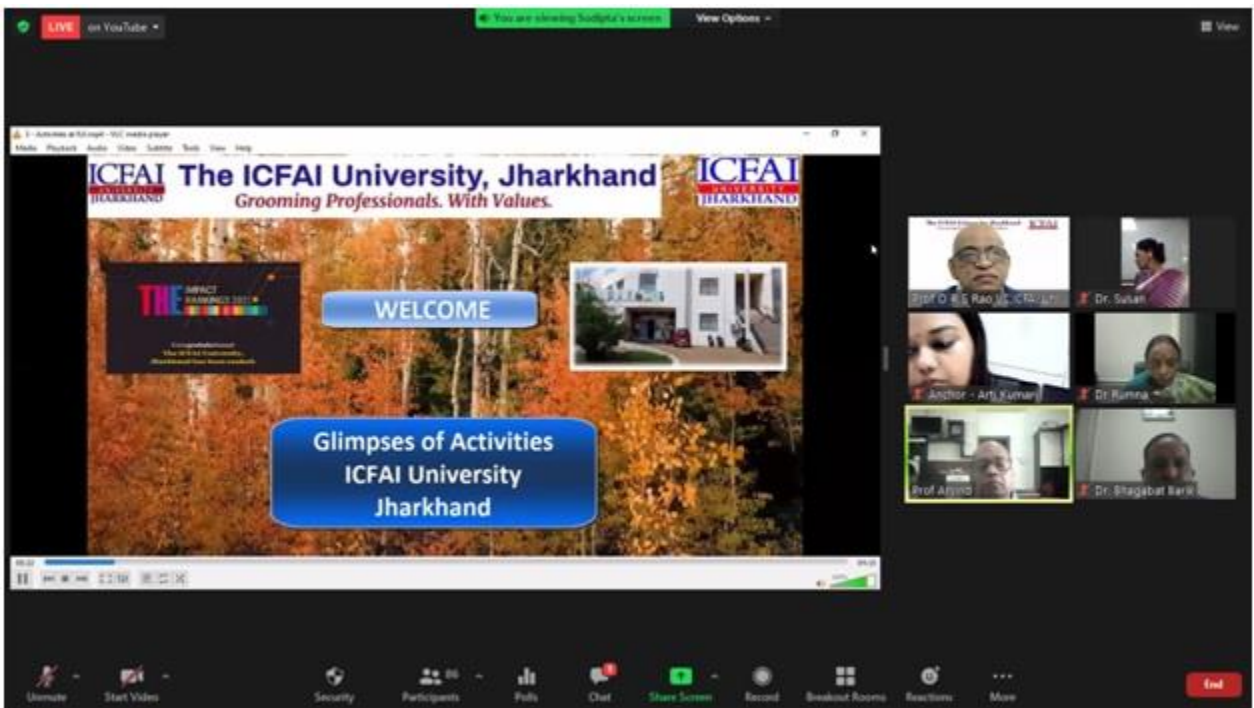 LIVE on YouTube
You are viewing Sudipta's screen
View Options
View
Media Playback Audio Video Subtitle Tools View Help
ICFAI
UNIVERSITY
JHARKHAND
The ICFAI University, Jharkhand
Grooming Professionals. With Values.
ICFAI
UNIVERSITY
JHARKHAND
THE IMPACT
RANKINGS
WELCOME
Glimpses of Activities
ICFAI University
Jharkhand
Dr. Susan
Anchor - Arti Kumari
Dr Rumna
Prof Arvind
Dr. Bhagabat Barik
Unmute
Start Video
Security
Participants 86
Polls
Chat
Share Screen
Record
Breakout Rooms
Reactions
More
End